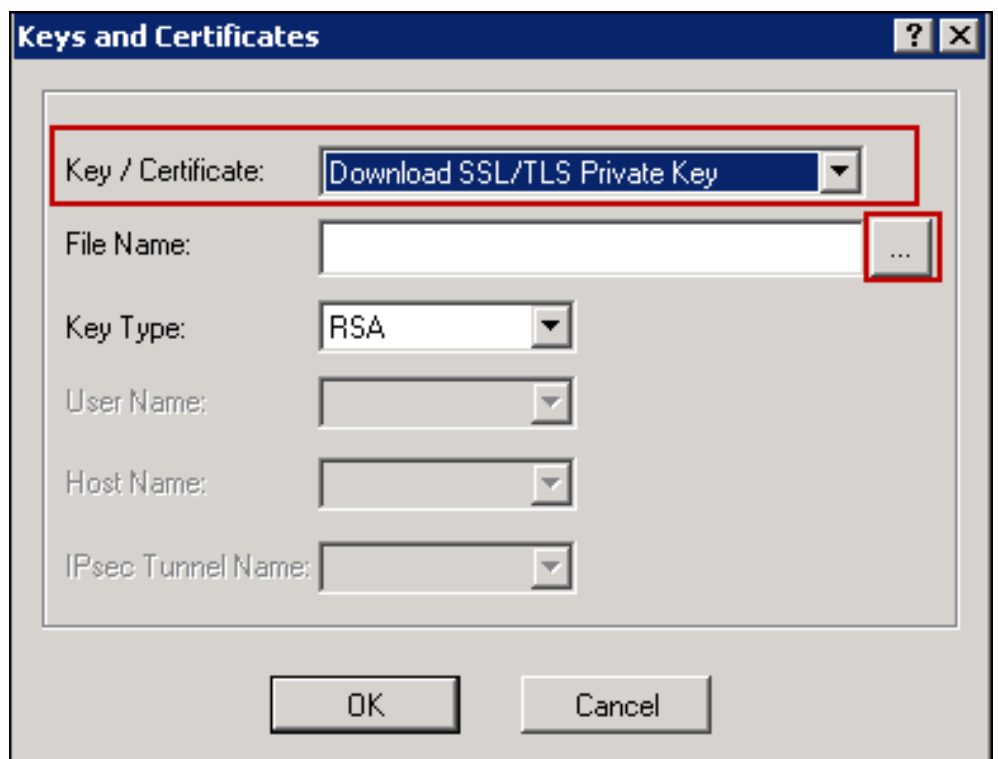 Keys and Certificates
Key / Certificate: Download SSL/TLS Private Key
File Name: ...
Key Type: RSA
User Name:
Host Name:
IPsec Tunnel Name:
OK Cancel